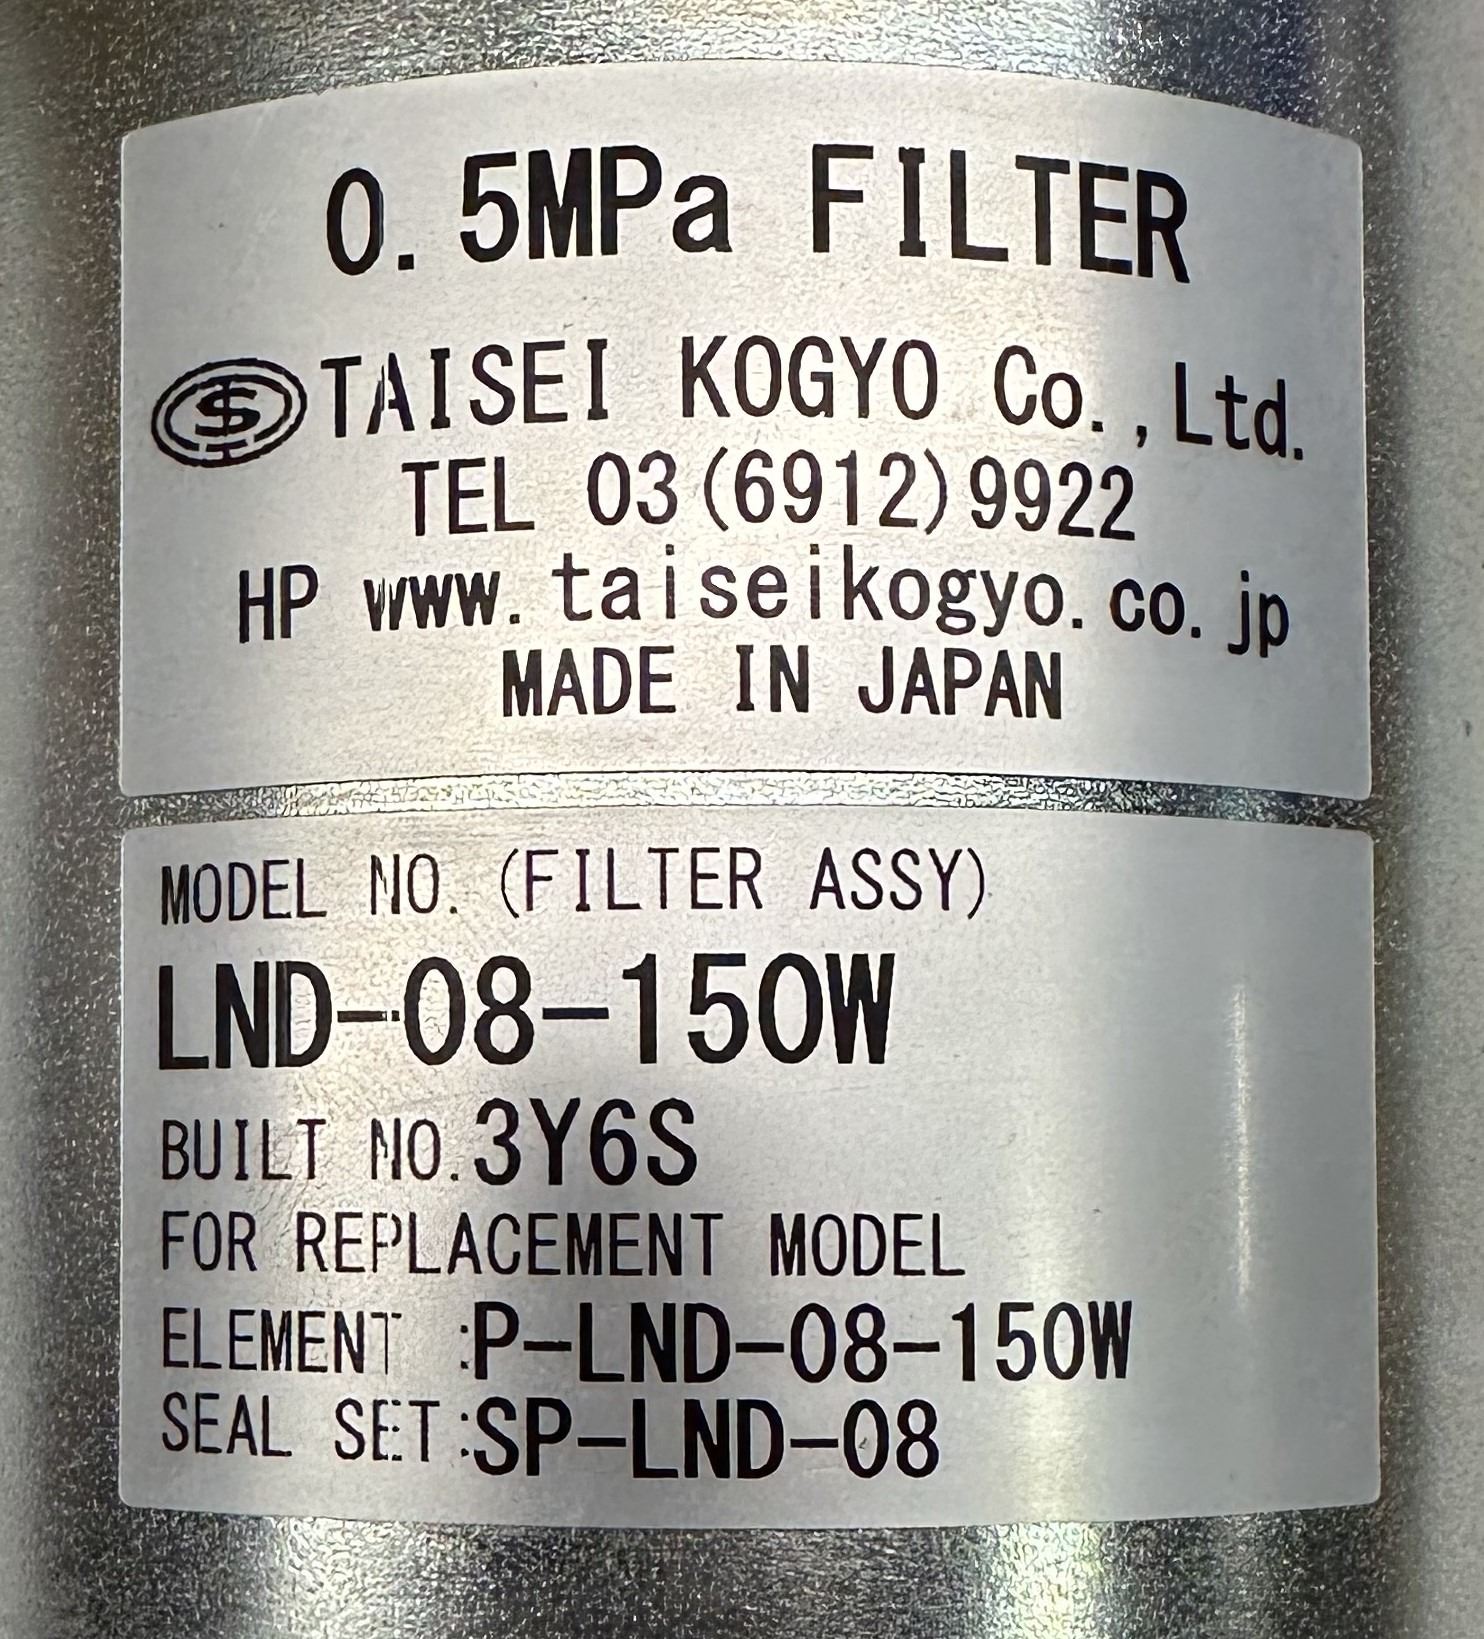 0.5MPa FILTER
TAISEI KOGYO Co.,Ltd.
TEL 03(6912)9922
HP www.taiseikogyo.co.jp
MADE IN JAPAN
MODEL NO.(FILTER ASSY)
LND-08-150W
BUILT NO.3Y6S
FOR REPLACEMENT MODEL
ELEMENT :P-LND-08-150W
SEAL SET:SP-LND-08